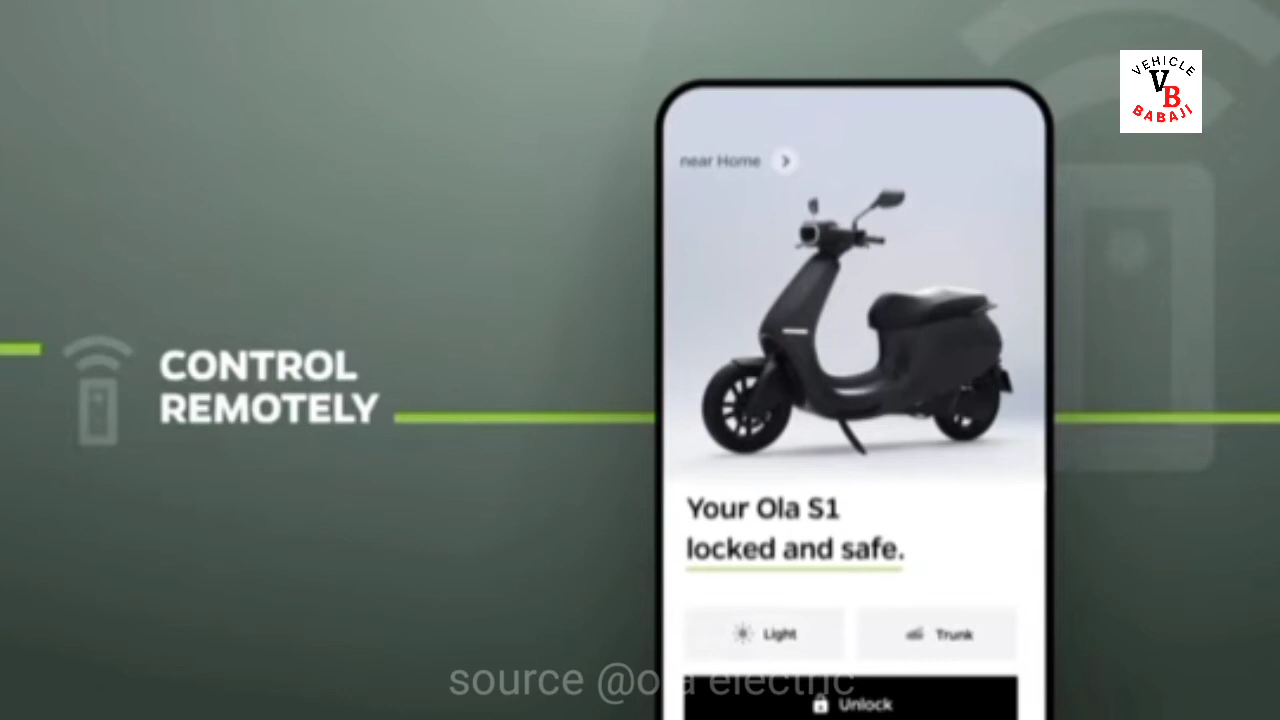 VEHICLE
VB
BABAJI
near Home
CONTROL
REMOTELY
Your Ola S1
locked and safe.
Light
Trunk
source @ola electric
Unlock